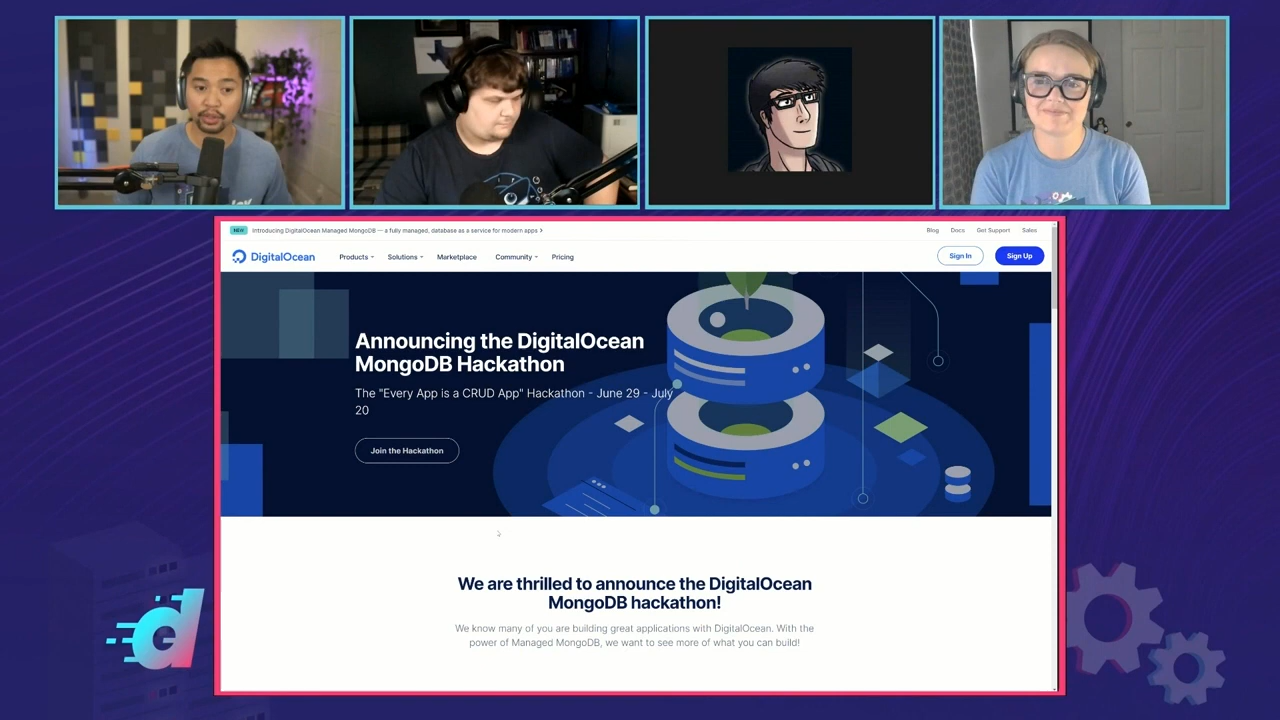 NEW Introducing DigitalOcean Managed MongoDB — a fully managed, database as a service for modern apps
Blog Docs Get Support Sales
DigitalOcean Products Solutions Marketplace Community Pricing Sign In Sign Up
Announcing the DigitalOcean
MongoDB Hackathon
The "Every App is a CRUD App" Hackathon - June 29 - July
20
Join the Hackathon
We are thrilled to announce the DigitalOcean
MongoDB hackathon!
We know many of you are building great applications with DigitalOcean. With the
power of Managed MongoDB, we want to see more of what you can build!
d